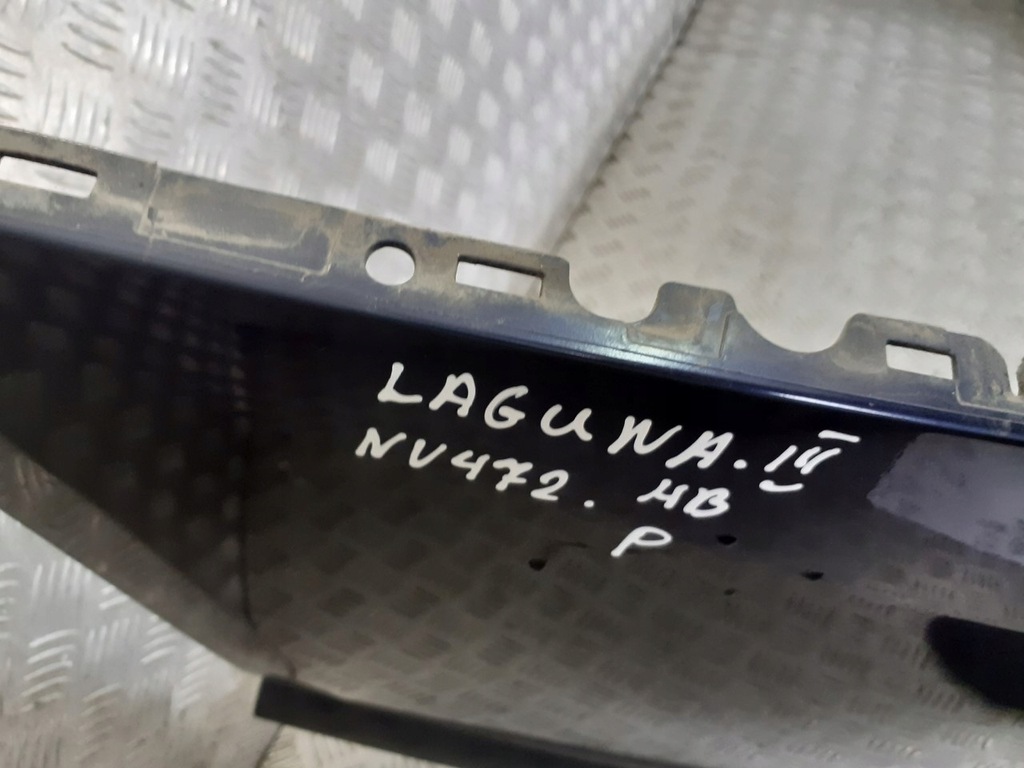 LAGUNA. III
NV472. HB
P